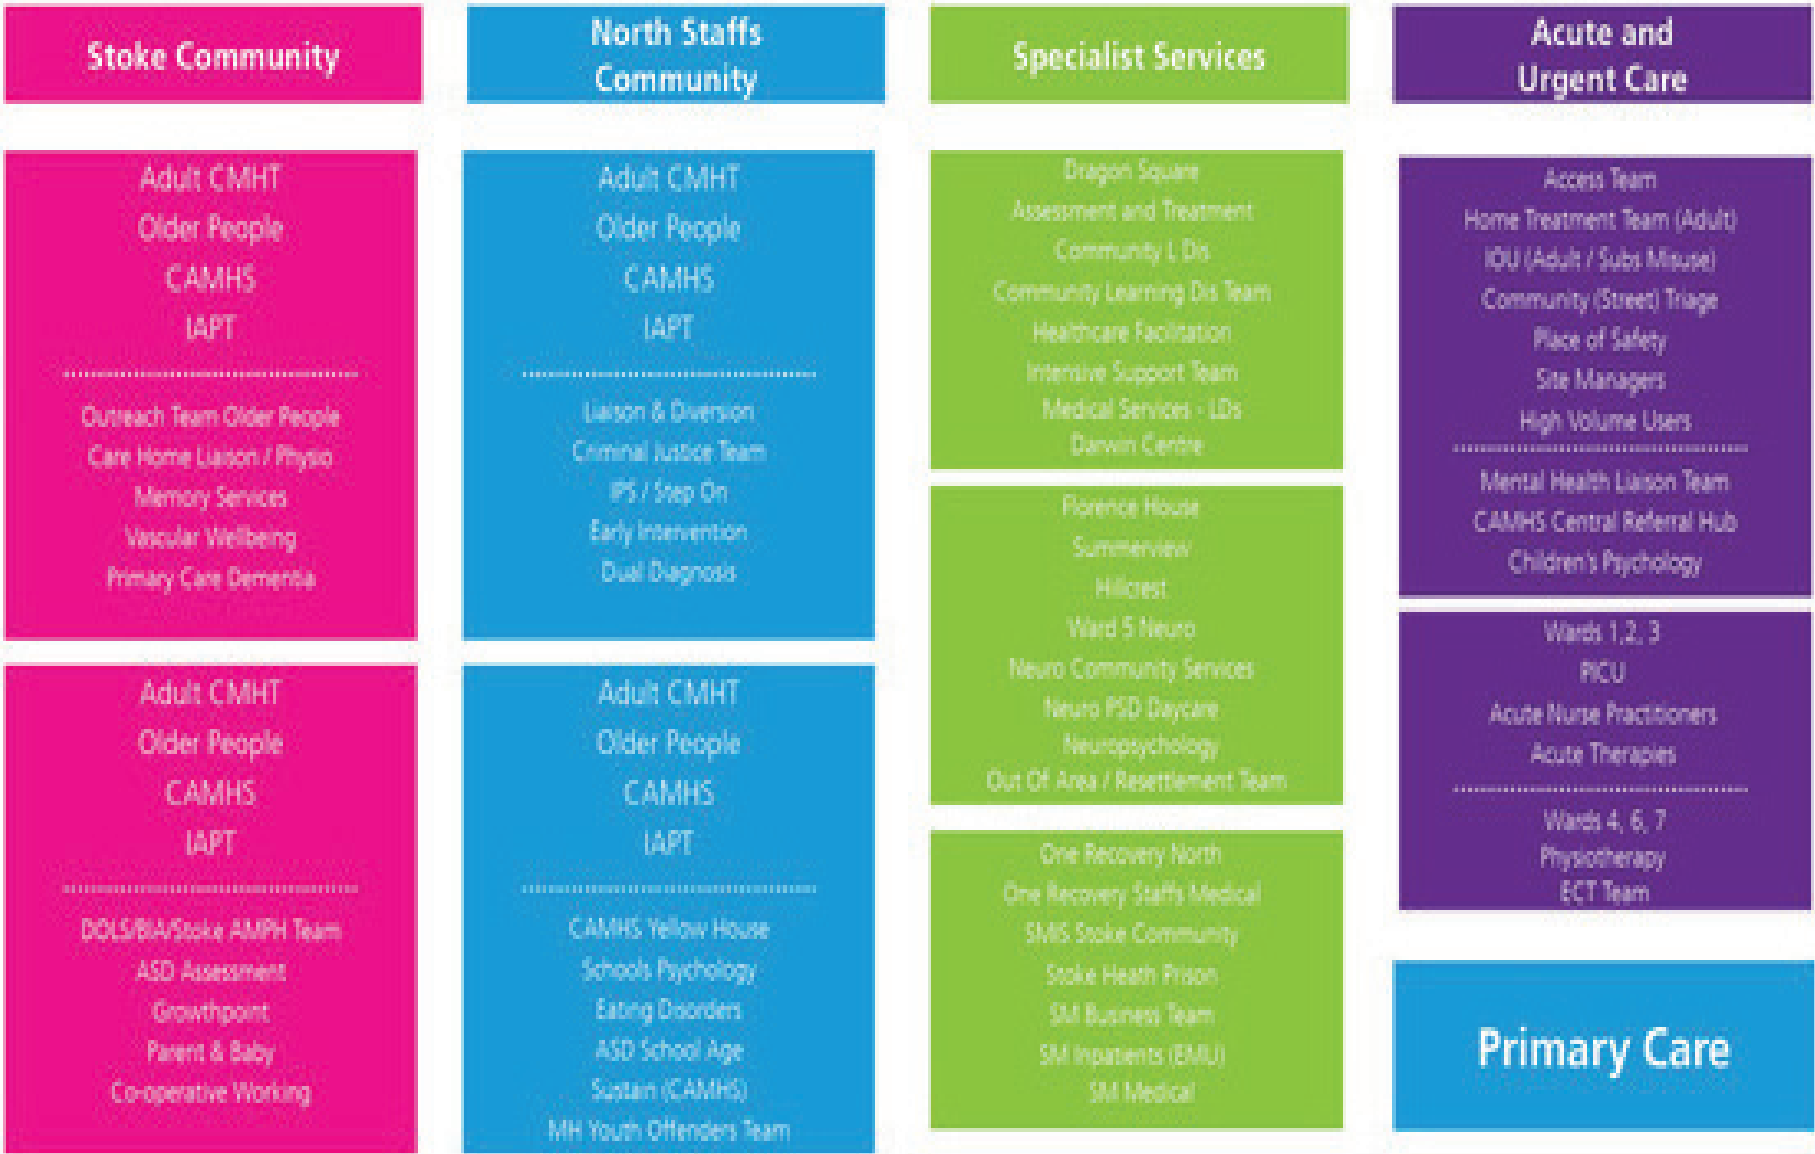 Stoke Community
Adult CMHT
Older People
CAMHS
IAPT
Outreach Team Older People
Care Home Liaison / Physio
Memory Services
Vascular Wellbeing
Primary Care Dementia
Adult CMHT
Older People
CAMHS
IAPT
DOLS/BIA/Stoke AMPH Team
ASD Assessment
Growthpoint
Parent & Baby
Co-operative Working
North Staffs
Community
Adult CMHT
Older People
CAMHS
IAPT
Liaison & Diversion
Criminal Justice Team
IPS / Step On
Early Intervention
Dual Diagnosis
Adult CMHT
Older People
CAMHS
IAPT
CAMHS Yellow House
Schools Psychology
Eating Disorders
ASD School Age
Sustain (CAMHS)
MH Youth Offenders Team
Specialist Services
Dragon Square
Assessment and Treatment
Community L Dis
Community Learning Dis Team
Healthcare Facilitation
Intensive Support Team
Medical Services - LDs
Darwin Centre
Florence House
Summerview
Hillcrest
Ward 5 Neuro
Neuro Community Services
Neuro PSD Daycare
Neuropsychology
Out Of Area / Resettlement Team
One Recovery North
One Recovery Staffs Medical
SMIS Stoke Community
Stoke Heath Prison
SM Business Team
SM Inpatients (EMU)
SM Medical
Acute and
Urgent Care
Access Team
Home Treatment Team (Adult)
IOU (Adult / Subs Misuse)
Community (Street) Triage
Place of Safety
Site Managers
High Volume Users
Mental Health Liaison Team
CAMHS Central Referral Hub
Children's Psychology
Wards 1,2, 3
PICU
Acute Nurse Practitioners
Acute Therapies
Wards 4, 6, 7
Physiotherapy
ECT Team
Primary Care